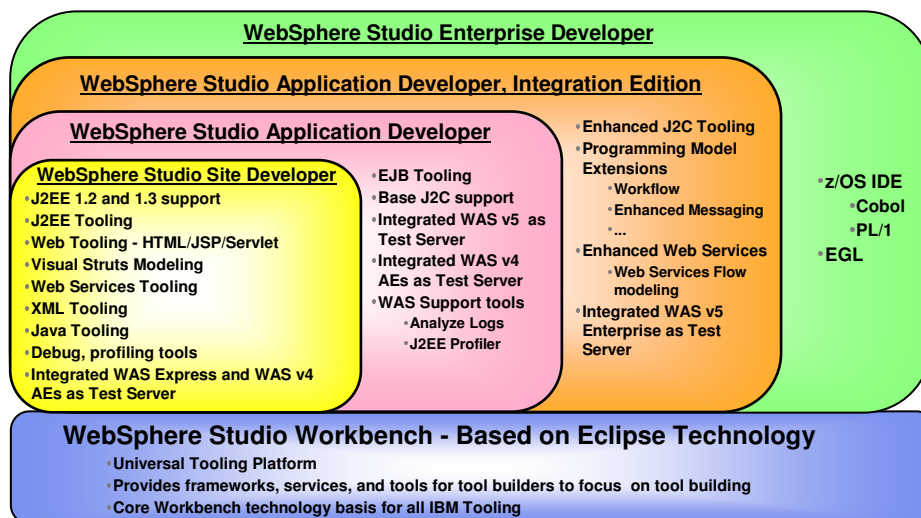 WebSphere Studio Enterprise Developer
WebSphere Studio Application Developer, Integration Edition
WebSphere Studio Application Developer
WebSphere Studio Site Developer
•J2EE 1.2 and 1.3 support
•J2EE Tooling
•Web Tooling - HTML/JSP/Servlet
•Visual Struts Modeling
•Web Services Tooling
•XML Tooling
•Java Tooling
•Debug, profiling tools
•Integrated WAS Express and WAS v4
AEs as Test Server
•EJB Tooling
•Base J2C support
•Integrated WAS v5 as
Test Server
•Integrated WAS v4
AEs as Test Server
•WAS Support tools
•Analyze Logs
•J2EE Profiler
•Enhanced J2C Tooling
•Programming Model
Extensions
•Workflow
•Enhanced Messaging
•...
•Enhanced Web Services
•Web Services Flow
modeling
•Integrated WAS v5
Enterprise as Test
Server
•z/OS IDE
•Cobol
•PL/1
•EGL
WebSphere Studio Workbench - Based on Eclipse Technology
•Universal Tooling Platform
•Provides frameworks, services, and tools for tool builders to focus on tool building
•Core Workbench technology basis for all IBM Tooling